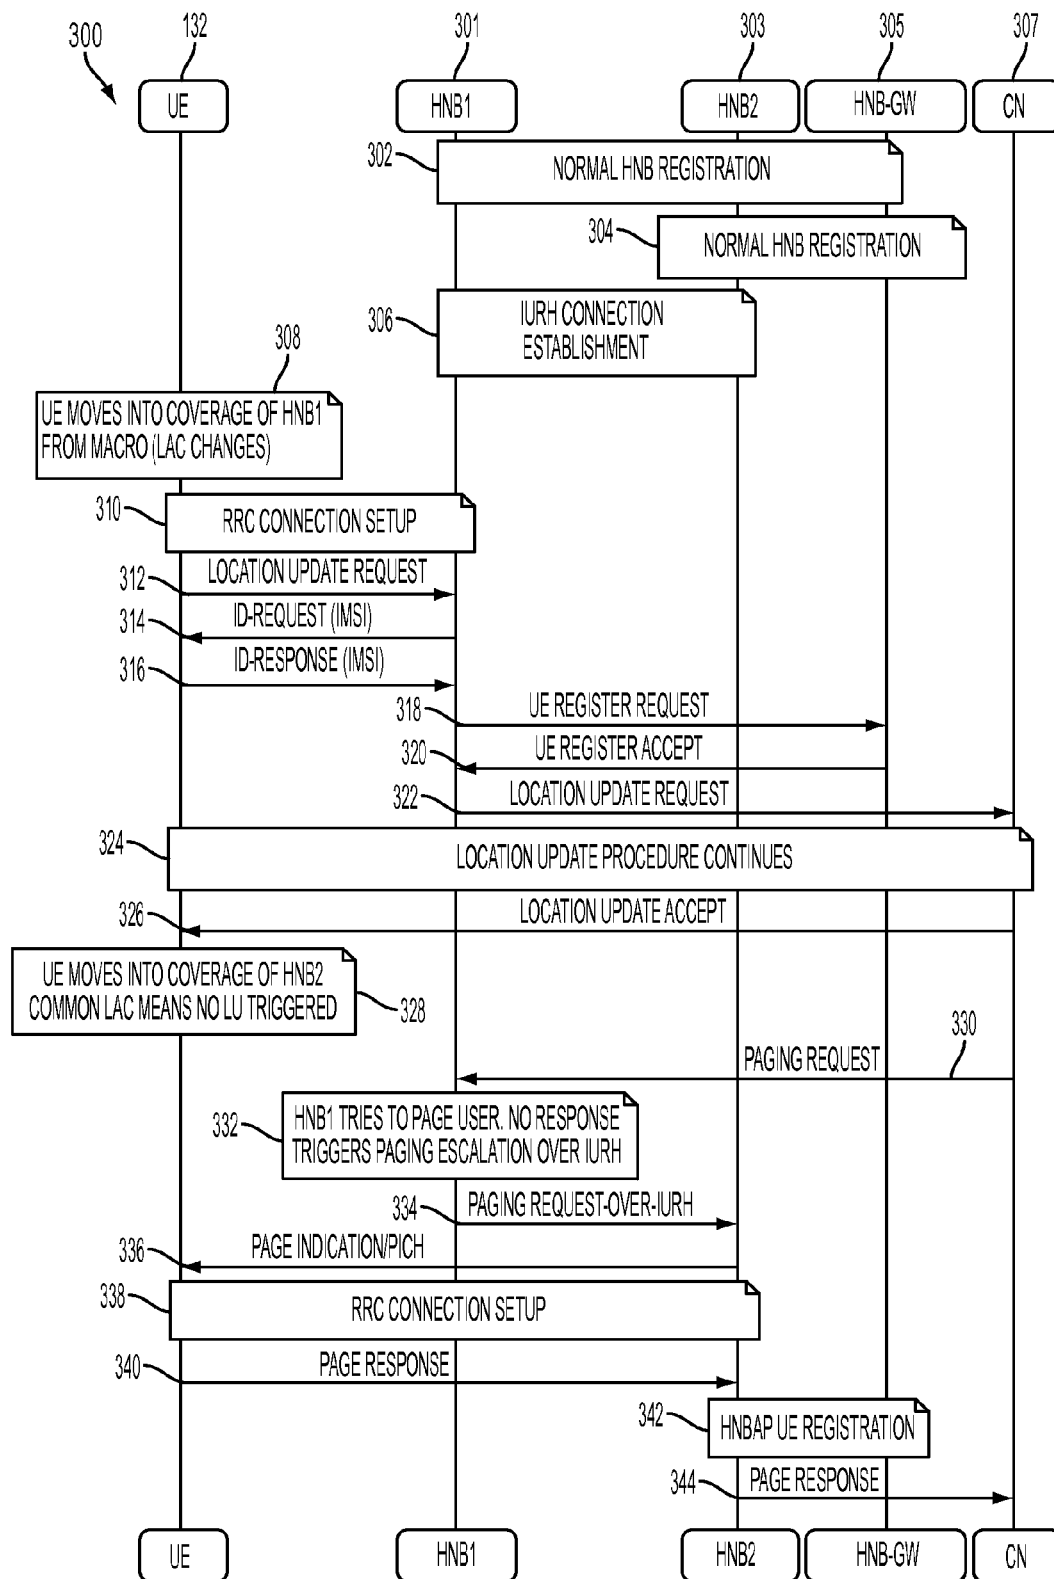 300
132
301
303
305
307
UE
HNB1
HNB2
HNB-GW
CN
302
NORMAL HNB REGISTRATION
304
NORMAL HNB REGISTRATION
306
IURH CONNECTION
ESTABLISHMENT
308
UE MOVES INTO COVERAGE OF HNB1
FROM MACRO (LAC CHANGES)
310
RRC CONNECTION SETUP
312
LOCATION UPDATE REQUEST
314
ID-REQUEST (IMSI)
316
ID-RESPONSE (IMSI)
318
UE REGISTER REQUEST
320
UE REGISTER ACCEPT
322
LOCATION UPDATE REQUEST
324
LOCATION UPDATE PROCEDURE CONTINUES
326
LOCATION UPDATE ACCEPT
UE MOVES INTO COVERAGE OF HNB2
COMMON LAC MEANS NO LU TRIGGERED
328
330
PAGING REQUEST
332
HNB1 TRIES TO PAGE USER. NO RESPONSE
TRIGGERS PAGING ESCALATION OVER IURH
334
PAGING REQUEST-OVER-IURH
336
PAGE INDICATION/PICH
338
RRC CONNECTION SETUP
340
PAGE RESPONSE
342
HNBAP UE REGISTRATION
344
PAGE RESPONSE
UE
HNB1
HNB2
HNB-GW
CN